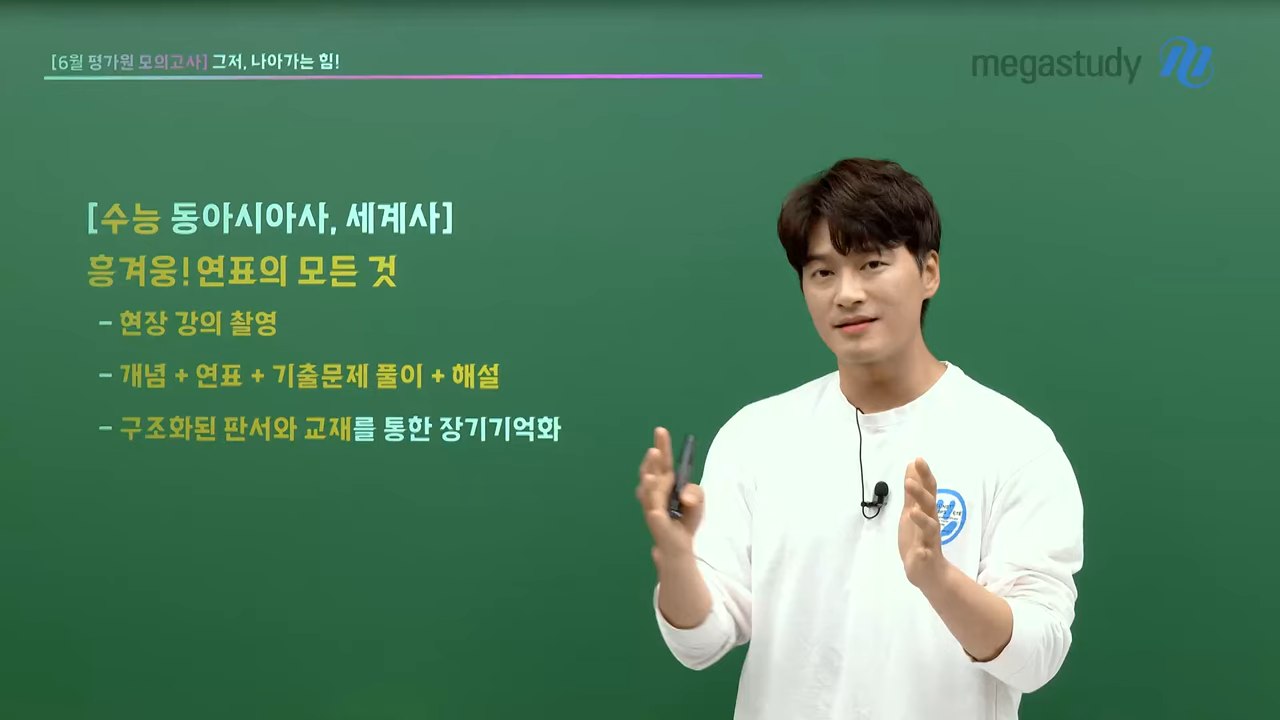 [6월 평가원 모의고사] 그저, 나아가는 힘!
megastudy
[수능 동아시아사, 세계사]
흥겨웅! 연표의 모든 것
- 현장 강의 촬영
- 개념 + 연표 + 기출문제 풀이 + 해설
- 구조화된 판서와 교재를 통한 장기기억화